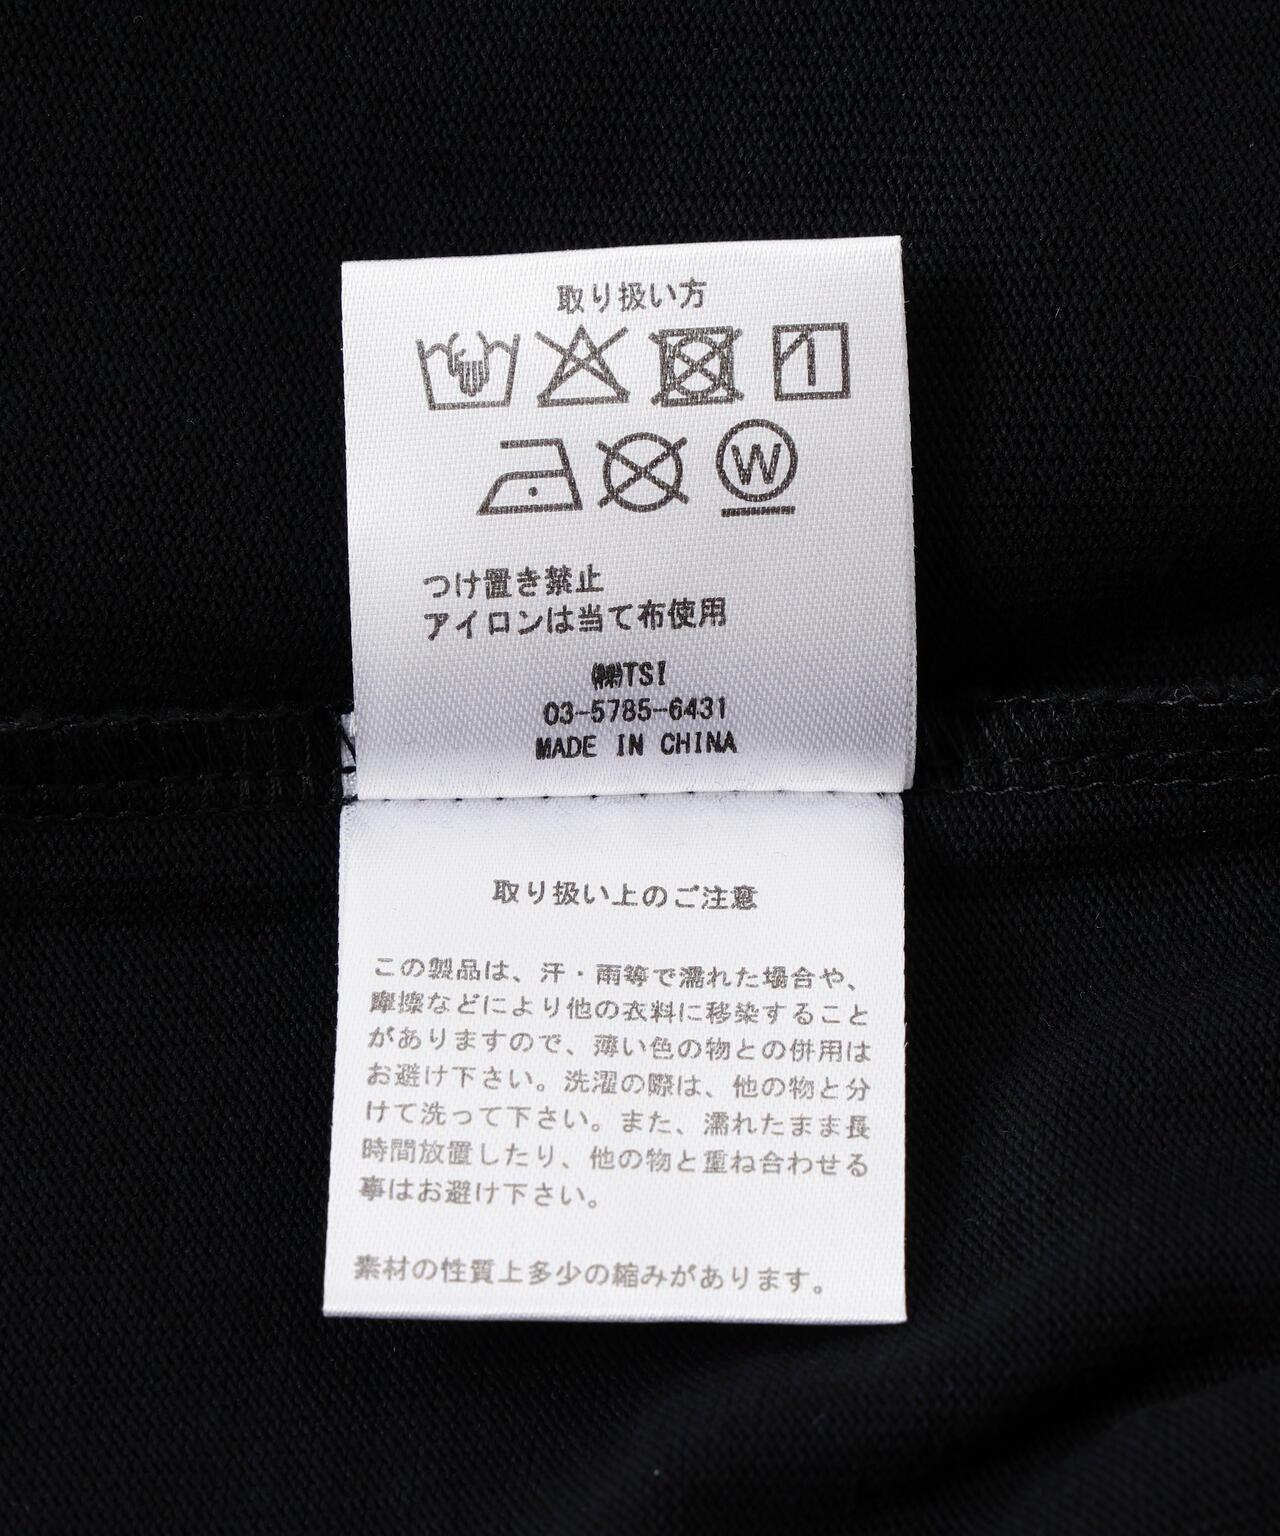 取り扱い方
W
つけ置き禁止
アイロンは当て布使用
㈱TSI
03-5785-6431
MADE IN CHINA
取り扱い上のご注意
この製品は、汗・雨等で濡れた場合や、
摩擦などにより他の衣料に移染すること
がありますので、薄い色の物との併用は
お避け下さい。洗濯の際は、他の物と分
けて洗って下さい。また、濡れたまま長
時間放置したり、他の物と重ね合わせる
事はお避け下さい。
素材の性質上多少の縮みがあります。